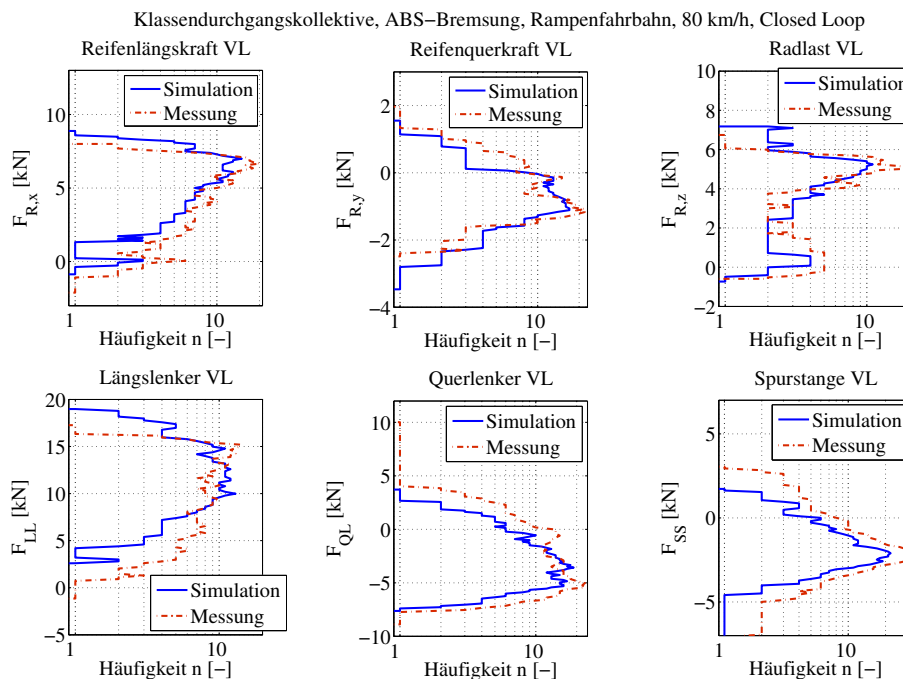 Klassendurchgangskollektive, ABS−Bremsung, Rampenfahrbahn, 80 km/h, Closed Loop
Reifenlängskraft VL
Simulation
Messung
F_R,x [kN]
10
5
0
1
10
Häufigkeit n [−]
Reifenquerkraft VL
Simulation
Messung
F_R,y [kN]
2
0
−2
−4
1
10
Häufigkeit n [−]
Radlast VL
Simulation
Messung
F_R,z [kN]
10
8
6
4
2
0
−2
1
10
Häufigkeit n [−]
Längslenker VL
Simulation
Messung
F_LL [kN]
20
15
10
5
0
−5
1
10
Häufigkeit n [−]
Querlenker VL
Simulation
Messung
F_QL [kN]
10
5
0
−5
−10
1
10
Häufigkeit n [−]
Spurstange VL
Simulation
Messung
F_SS [kN]
5
0
−5
1
10
Häufigkeit n [−]